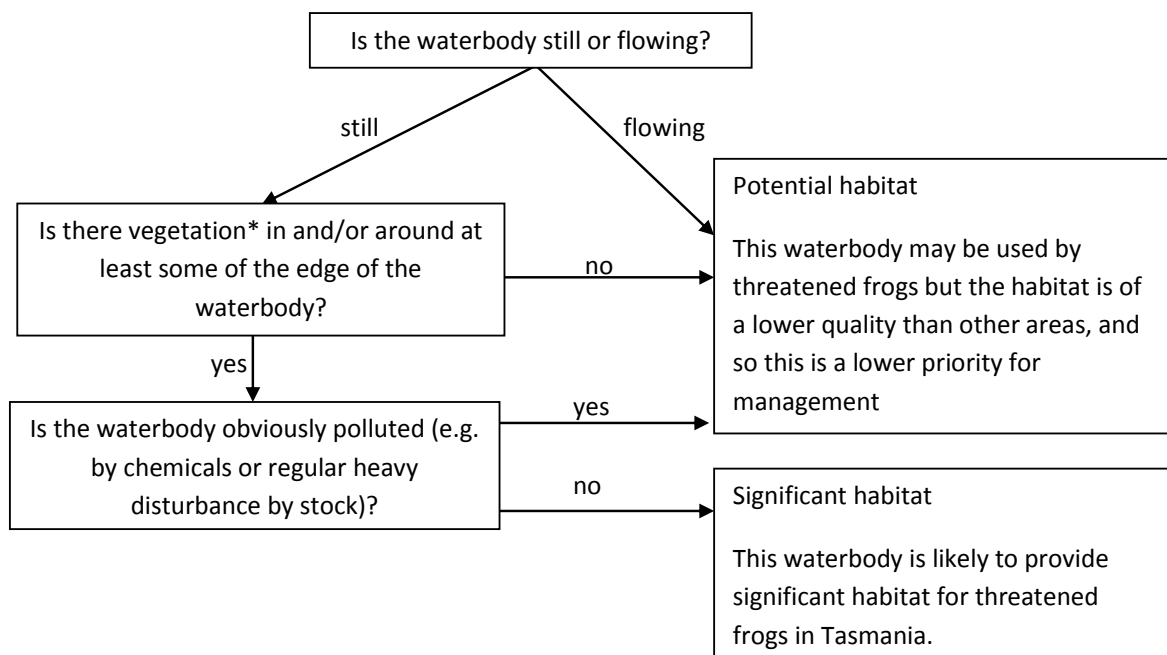 Is the waterbody still or flowing?
still
flowing
Is there vegetation* in and/or around at
least some of the edge of the
waterbody?
no
Potential habitat
This waterbody may be used by
threatened frogs but the habitat is of
a lower quality than other areas, and
so this is a lower priority for
management
yes
Is the waterbody obviously polluted (e.g.
by chemicals or regular heavy
disturbance by stock)?
yes
no
Significant habitat
This waterbody is likely to provide
significant habitat for threatened
frogs in Tasmania.